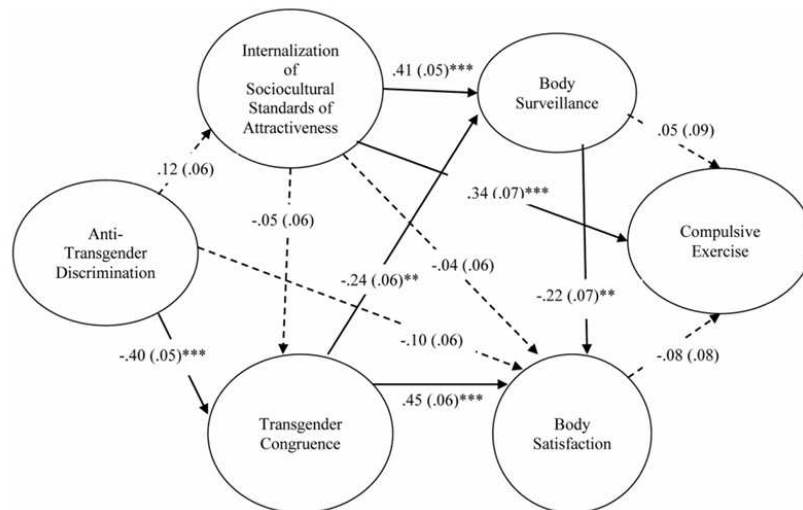 Internalization
of
Sociocultural
Standards of
Attractiveness
.41 (.05)***
Body
Surveillance
.05 (.09)
.12 (.06)
.34 (.07)***
-.05 (.06)
Anti-
Transgender
Discrimination
Compulsive
Exercise
-.24 (.06)**
-.04 (.06)
-.22 (.07)**
-.10 (.06)
-.40 (.05)***
-.08 (.08)
.45 (.06)***
Transgender
Congruence
Body
Satisfaction